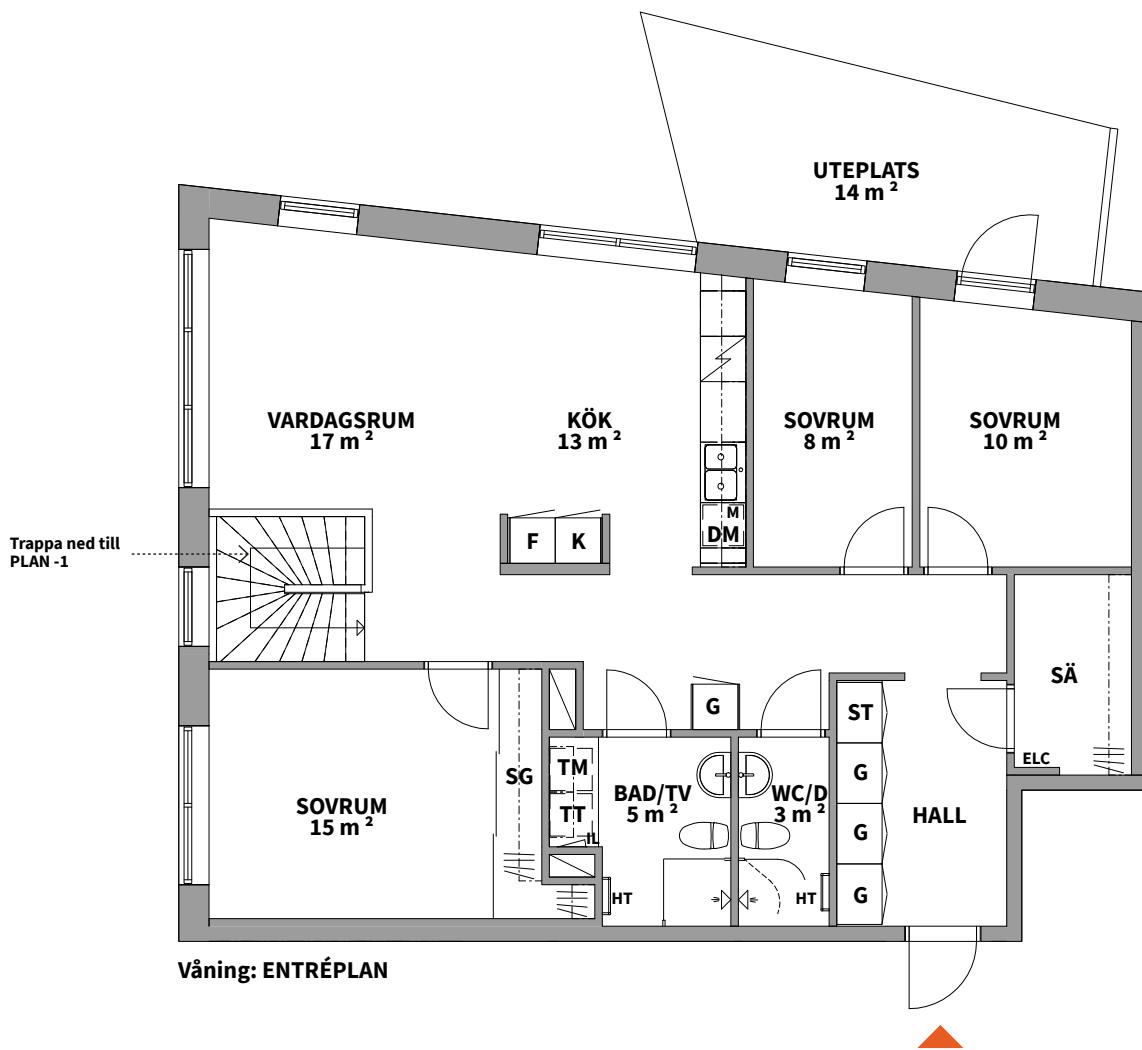 UTEPLATS
14 m²
VARDAGSRUM
17 m²
KÖK
13 m²
SOVRUM
8 m²
SOVRUM
10 m²
M
DM
F
K
Trappa ned till
PLAN -1
SÄ
ELC
G
ST
G
G
G
HALL
SG
TM
TT
IL
BAD/TV
5 m²
WC/D
3 m²
HT
HT
SOVRUM
15 m²
Våning: ENTRÉPLAN